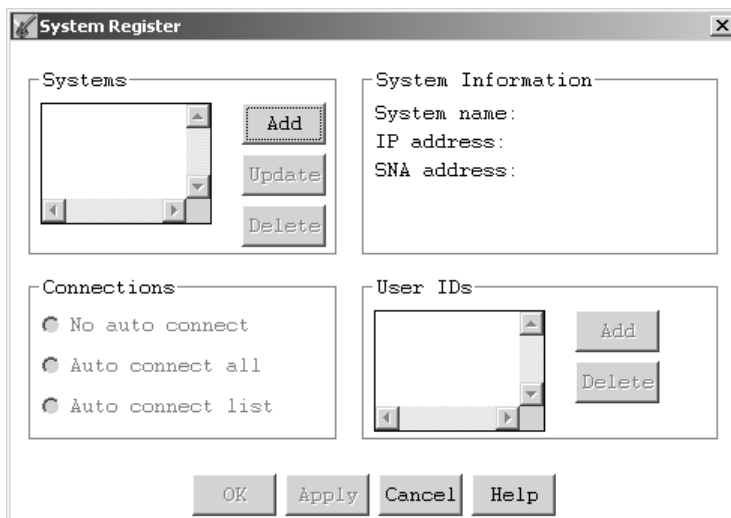 System Register
Systems
Add
Update
Delete
System Information
System name:
IP address:
SNA address:
Connections
No auto connect
Auto connect all
Auto connect list
User IDs
Add
Delete
OK
Apply
Cancel
Help